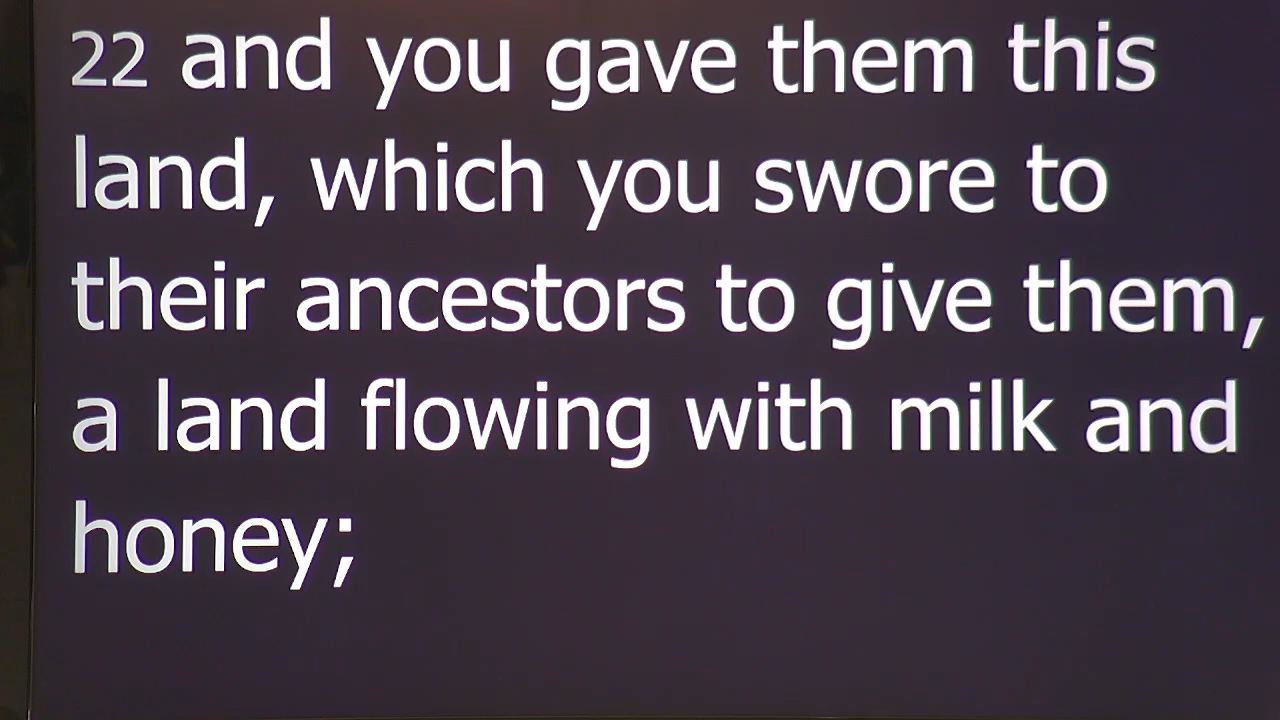 22 and you gave them this
land, which you swore to
their ancestors to give them,
a land flowing with milk and
honey;